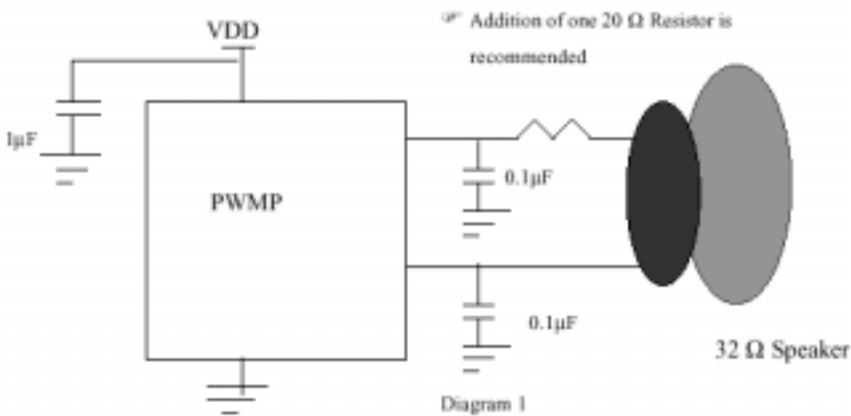 ☞ Addition of one 20 Ω Resistor is
recommended
VDD
1µF
PWMP
0.1µF
0.1µF
32 Ω Speaker
Diagram 1